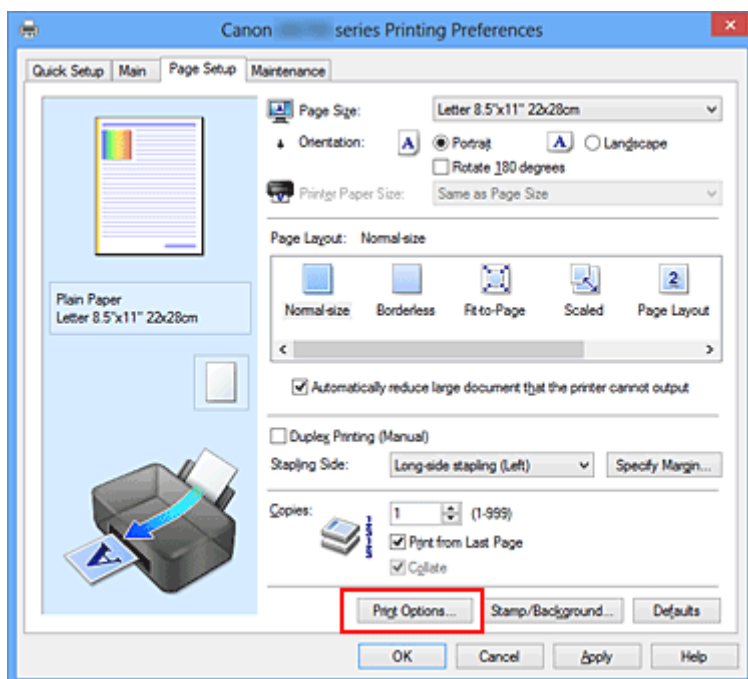 Canon series Printing Preferences
Quick Setup Main Page Setup Maintenance
Page Size: Letter 8.5"x11" 22x28cm
Orientation: A Portrait A Landscape
Rotate 180 degrees
Printer Paper Size: Same as Page Size
Page Layout: Normal-size
2
Normal-size Borderless Fit-to-Page Scaled Page Layout
Plain Paper
Letter 8.5"x11" 22x28cm
Automatically reduce large document that the printer cannot output
Duplex Printing (Manual)
Stapling Side: Long-side stapling (Left) Specify Margin...
Copies: 1 (1-999)
Print from Last Page
Collate
A
Print Options... Stamp/Background... Defaults
OK Cancel Apply Help